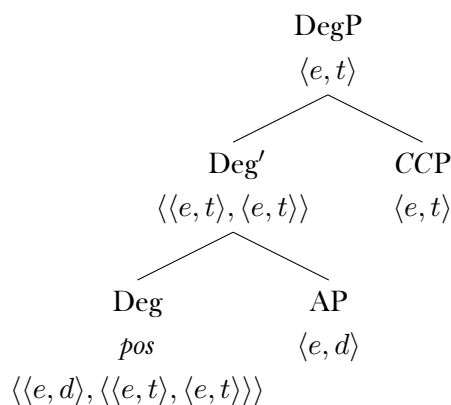 DegP
⟨e, t⟩
Deg′ CCP
⟨⟨e, t⟩, ⟨e, t⟩⟩ ⟨e, t⟩
Deg AP
pos ⟨e, d⟩
⟨⟨e, d⟩, ⟨⟨e, t⟩, ⟨e, t⟩⟩⟩